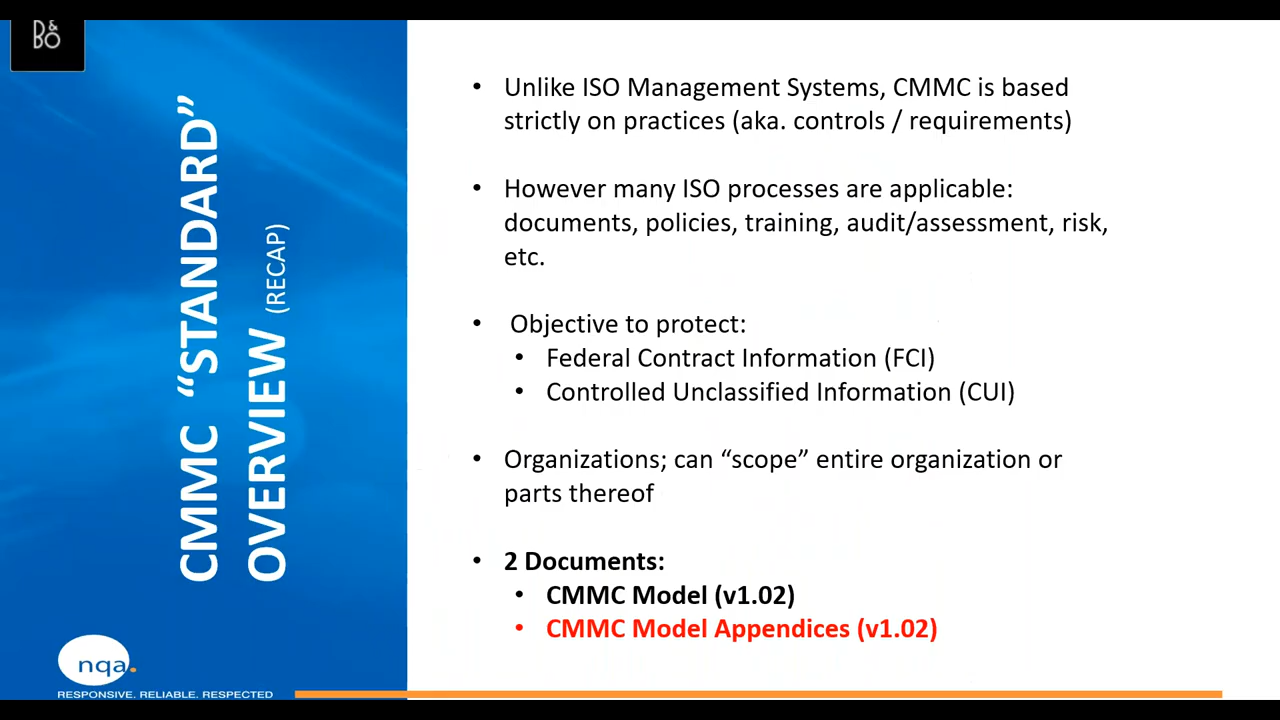 B&
BO
CMMC “STANDARD”
OVERVIEW (RECAP)
• Unlike ISO Management Systems, CMMC is based
strictly on practices (aka. controls / requirements)
• However many ISO processes are applicable:
documents, policies, training, audit/assessment, risk,
etc.
• Objective to protect:
• Federal Contract Information (FCI)
• Controlled Unclassified Information (CUI)
• Organizations; can “scope” entire organization or
parts thereof
• 2 Documents:
• CMMC Model (v1.02)
• CMMC Model Appendices (v1.02)
nqa.
RESPONSIVE. RELIABLE. RESPECTED